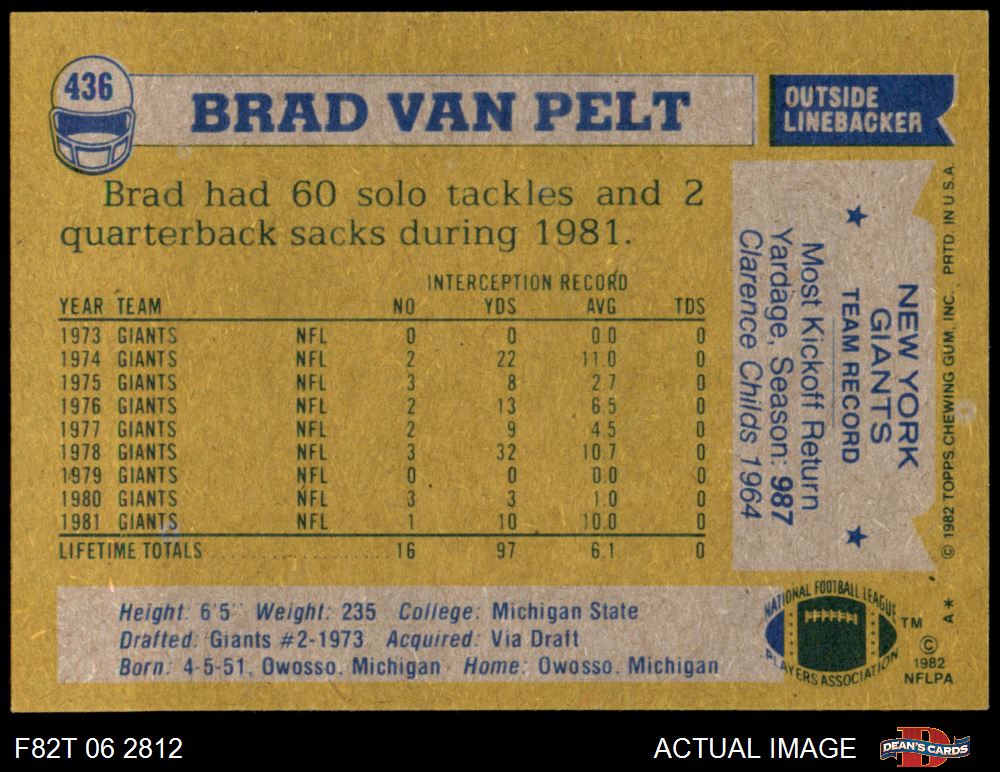 436
BRAD VAN PELT
OUTSIDE
LINEBACKER
Brad had 60 solo tackles and 2
quarterback sacks during 1981.
INTERCEPTION RECORD
YEAR TEAM NO YDS AVG TDS
1973 GIANTS NFL 0 0 0.0 0
1974 GIANTS NFL 2 22 11.0 0
1975 GIANTS NFL 3 8 2.7 0
1976 GIANTS NFL 2 13 6.5 0
1977 GIANTS NFL 2 9 4.5 0
1978 GIANTS NFL 3 32 10.7 0
1979 GIANTS NFL 0 0 0.0 0
1980 GIANTS NFL 3 3 1.0 0
1981 GIANTS NFL 1 10 10.0 0
LIFETIME TOTALS 16 97 6.1 0
Height: 6'5" Weight: 235 College: Michigan State
Drafted: Giants #2-1973 Acquired: Via Draft
Born: 4-5-51, Owosso, Michigan Home: Owosso, Michigan
NEW YORK
GIANTS
TEAM RECORD
Most Kickoff Return
Yardage, Season: 987
Clarence Childs, 1964
© 1982 TOPPS CHEWING GUM, INC. PRTD. IN U.S.A.
NATIONAL FOOTBALL LEAGUE
PLAYERS ASSOCIATION
TM
A*
©
1982
NFLPA
F82T 06 2812
ACTUAL IMAGE
DEAN'S CARDS